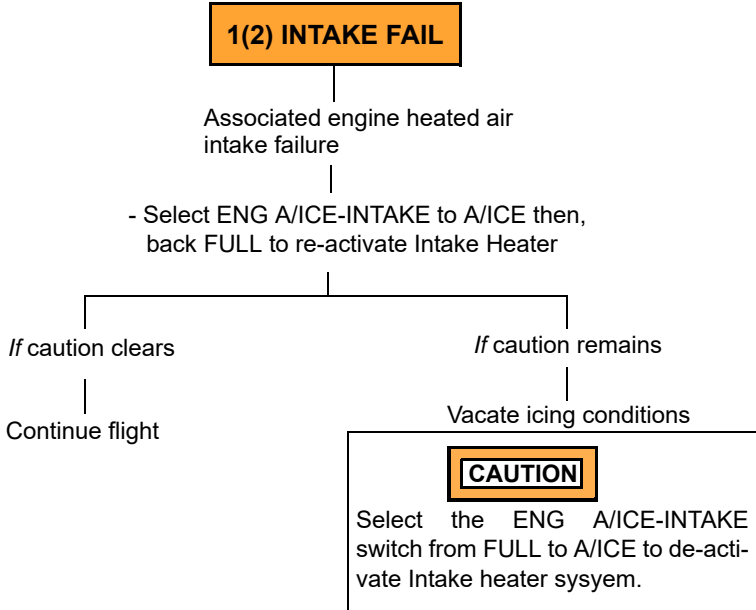 1(2) INTAKE FAIL
Associated engine heated air
intake failure
- Select ENG A/ICE-INTAKE to A/ICE then,
back FULL to re-activate Intake Heater
If caution clears
Continue flight
If caution remains
Vacate icing conditions
CAUTION
Select the ENG A/ICE-INTAKE
switch from FULL to A/ICE to de-acti-
vate Intake heater sysyem.